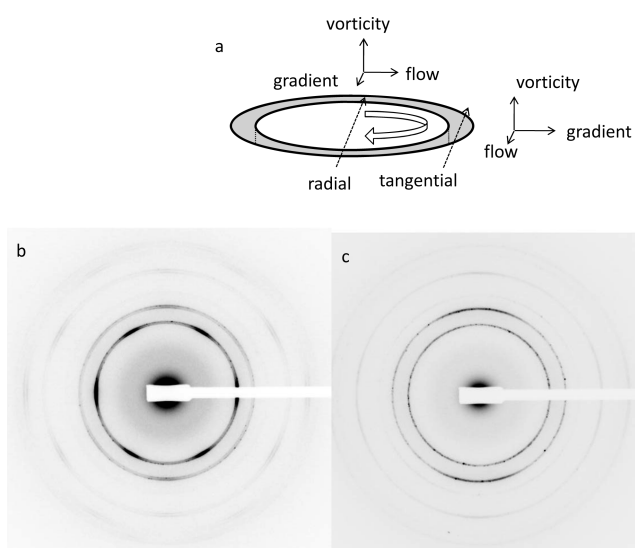 vorticity
a
flow
gradient
vorticity
gradient
flow
radial
tangential
b
c